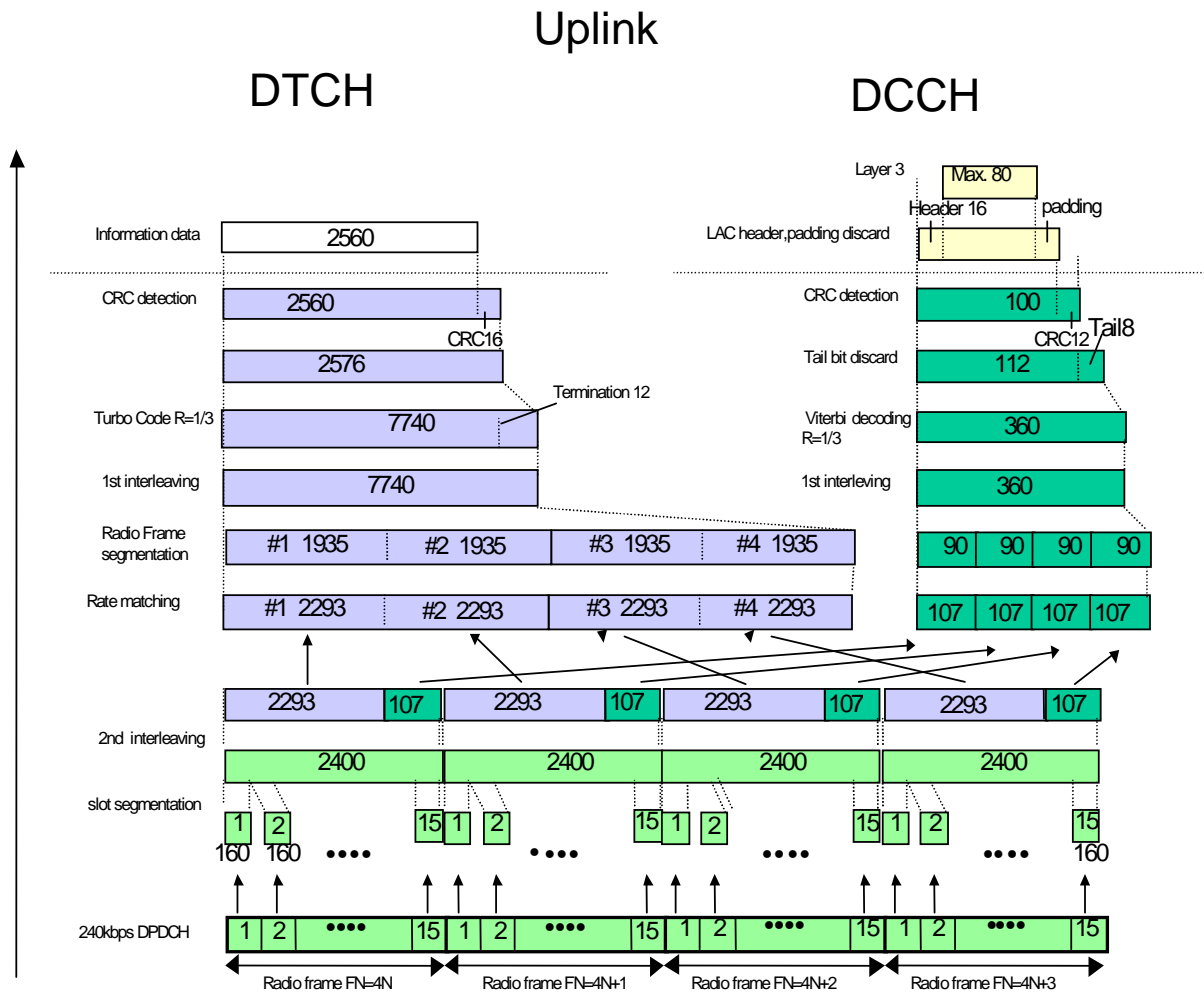 Uplink
DTCH
DCCH
Layer 3
Max. 80
Header 16
padding
Information data
2560
LAC header,padding discard
CRC detection
2560
CRC16
CRC detection
100
CRC12
Tail8
2576
Tail bit discard
112
Termination 12
Turbo Code R=1/3
7740
Viterbi decoding
R=1/3
360
1st interleaving
7740
1st interleving
360
Radio Frame
segmentation
#1 1935
#2 1935
#3 1935
#4 1935
90
90
90
90
Rate matching
#1 2293
#2 2293
#3 2293
#4 2293
107
107
107
107
2293
107
2293
107
2293
107
2293
107
2nd interleaving
2400
2400
2400
2400
slot segmentation
1
2
15
1
2
15
1
2
15
1
2
15
160
160
160
240kbps DPDCH
1
2
15
1
2
15
1
2
15
1
2
15
Radio frame FN=4N
Radio frame FN=4N+1
Radio frame FN=4N+2
Radio frame FN=4N+3